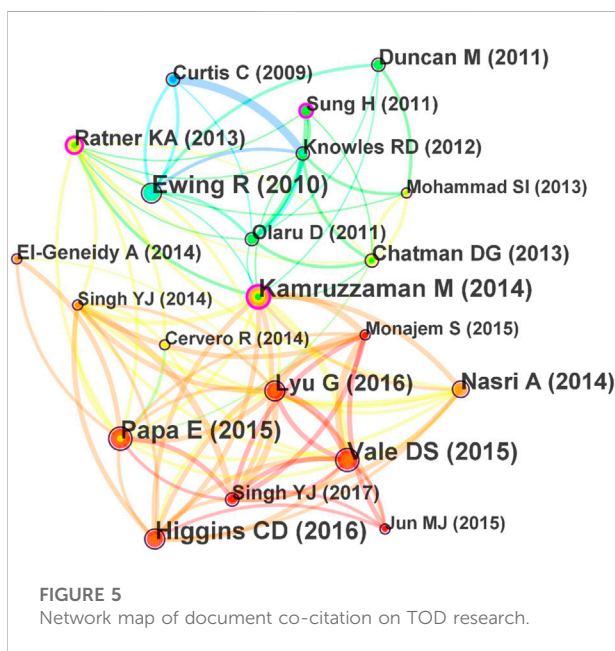 Duncan M (2011)
Curtis C (2009)
Sung H (2011)
Ratner KA (2013)
Knowles RD (2012)
Ewing R (2010)
Mohammad SI (2013)
Olaru D (2011)
El-Geneidy A (2014)
Chatman DG (2013)
Kamruzzaman M (2014)
Singh YJ (2014)
Monajem S (2015)
Cervero R (2014)
Lyu G (2016)
Nasri A (2014)
Papa E (2015)
Vale DS (2015)
Singh YJ (2017)
Higgins CD (2016)
Jun MJ (2015)
FIGURE 5
Network map of document co-citation on TOD research.